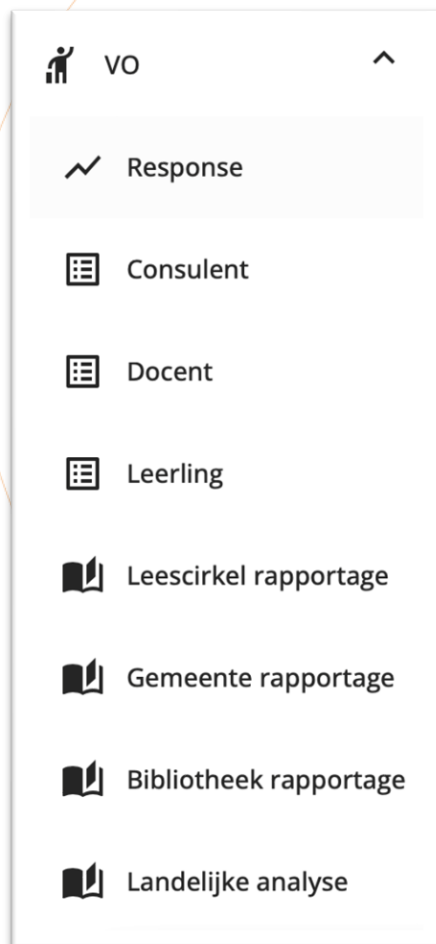 VO
Response
Consulent
Docent
Leerling
Leescirkel rapportage
Gemeente rapportage
Bibliotheek rapportage
Landelijke analyse